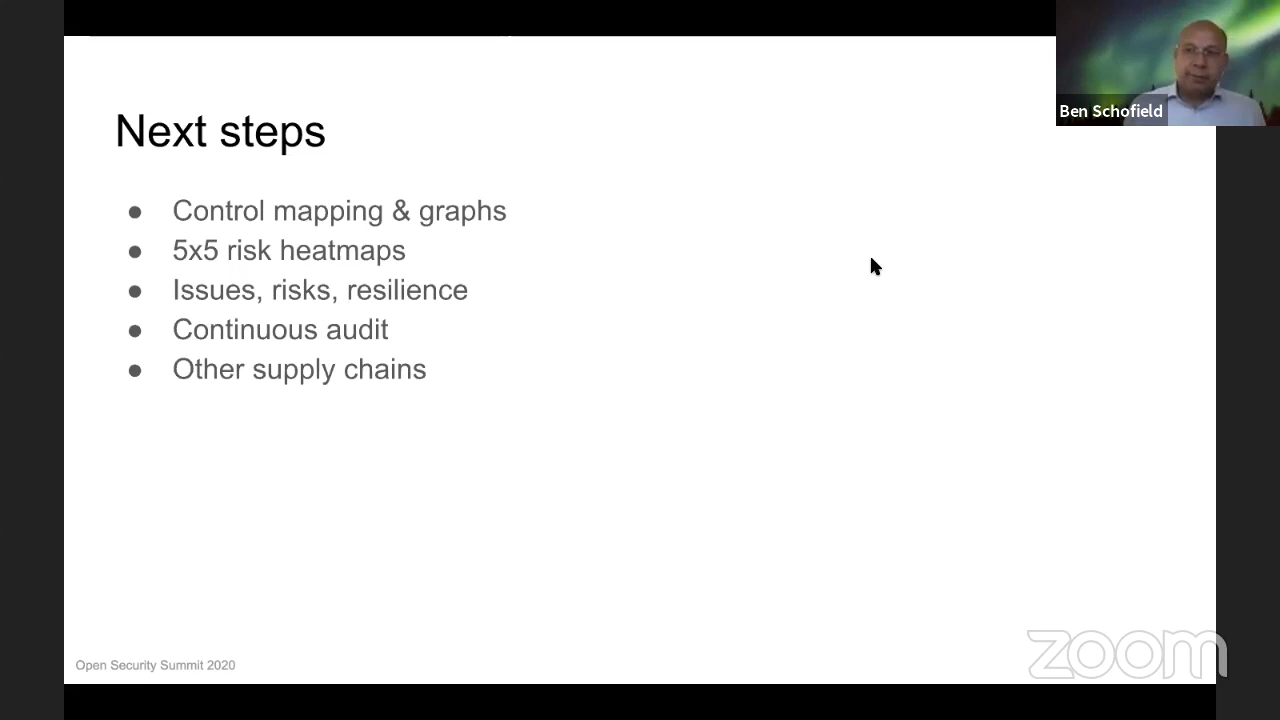 Ben Schofield
Next steps
● Control mapping & graphs
● 5x5 risk heatmaps
● Issues, risks, resilience
● Continuous audit
● Other supply chains
Open Security Summit 2020
zoom